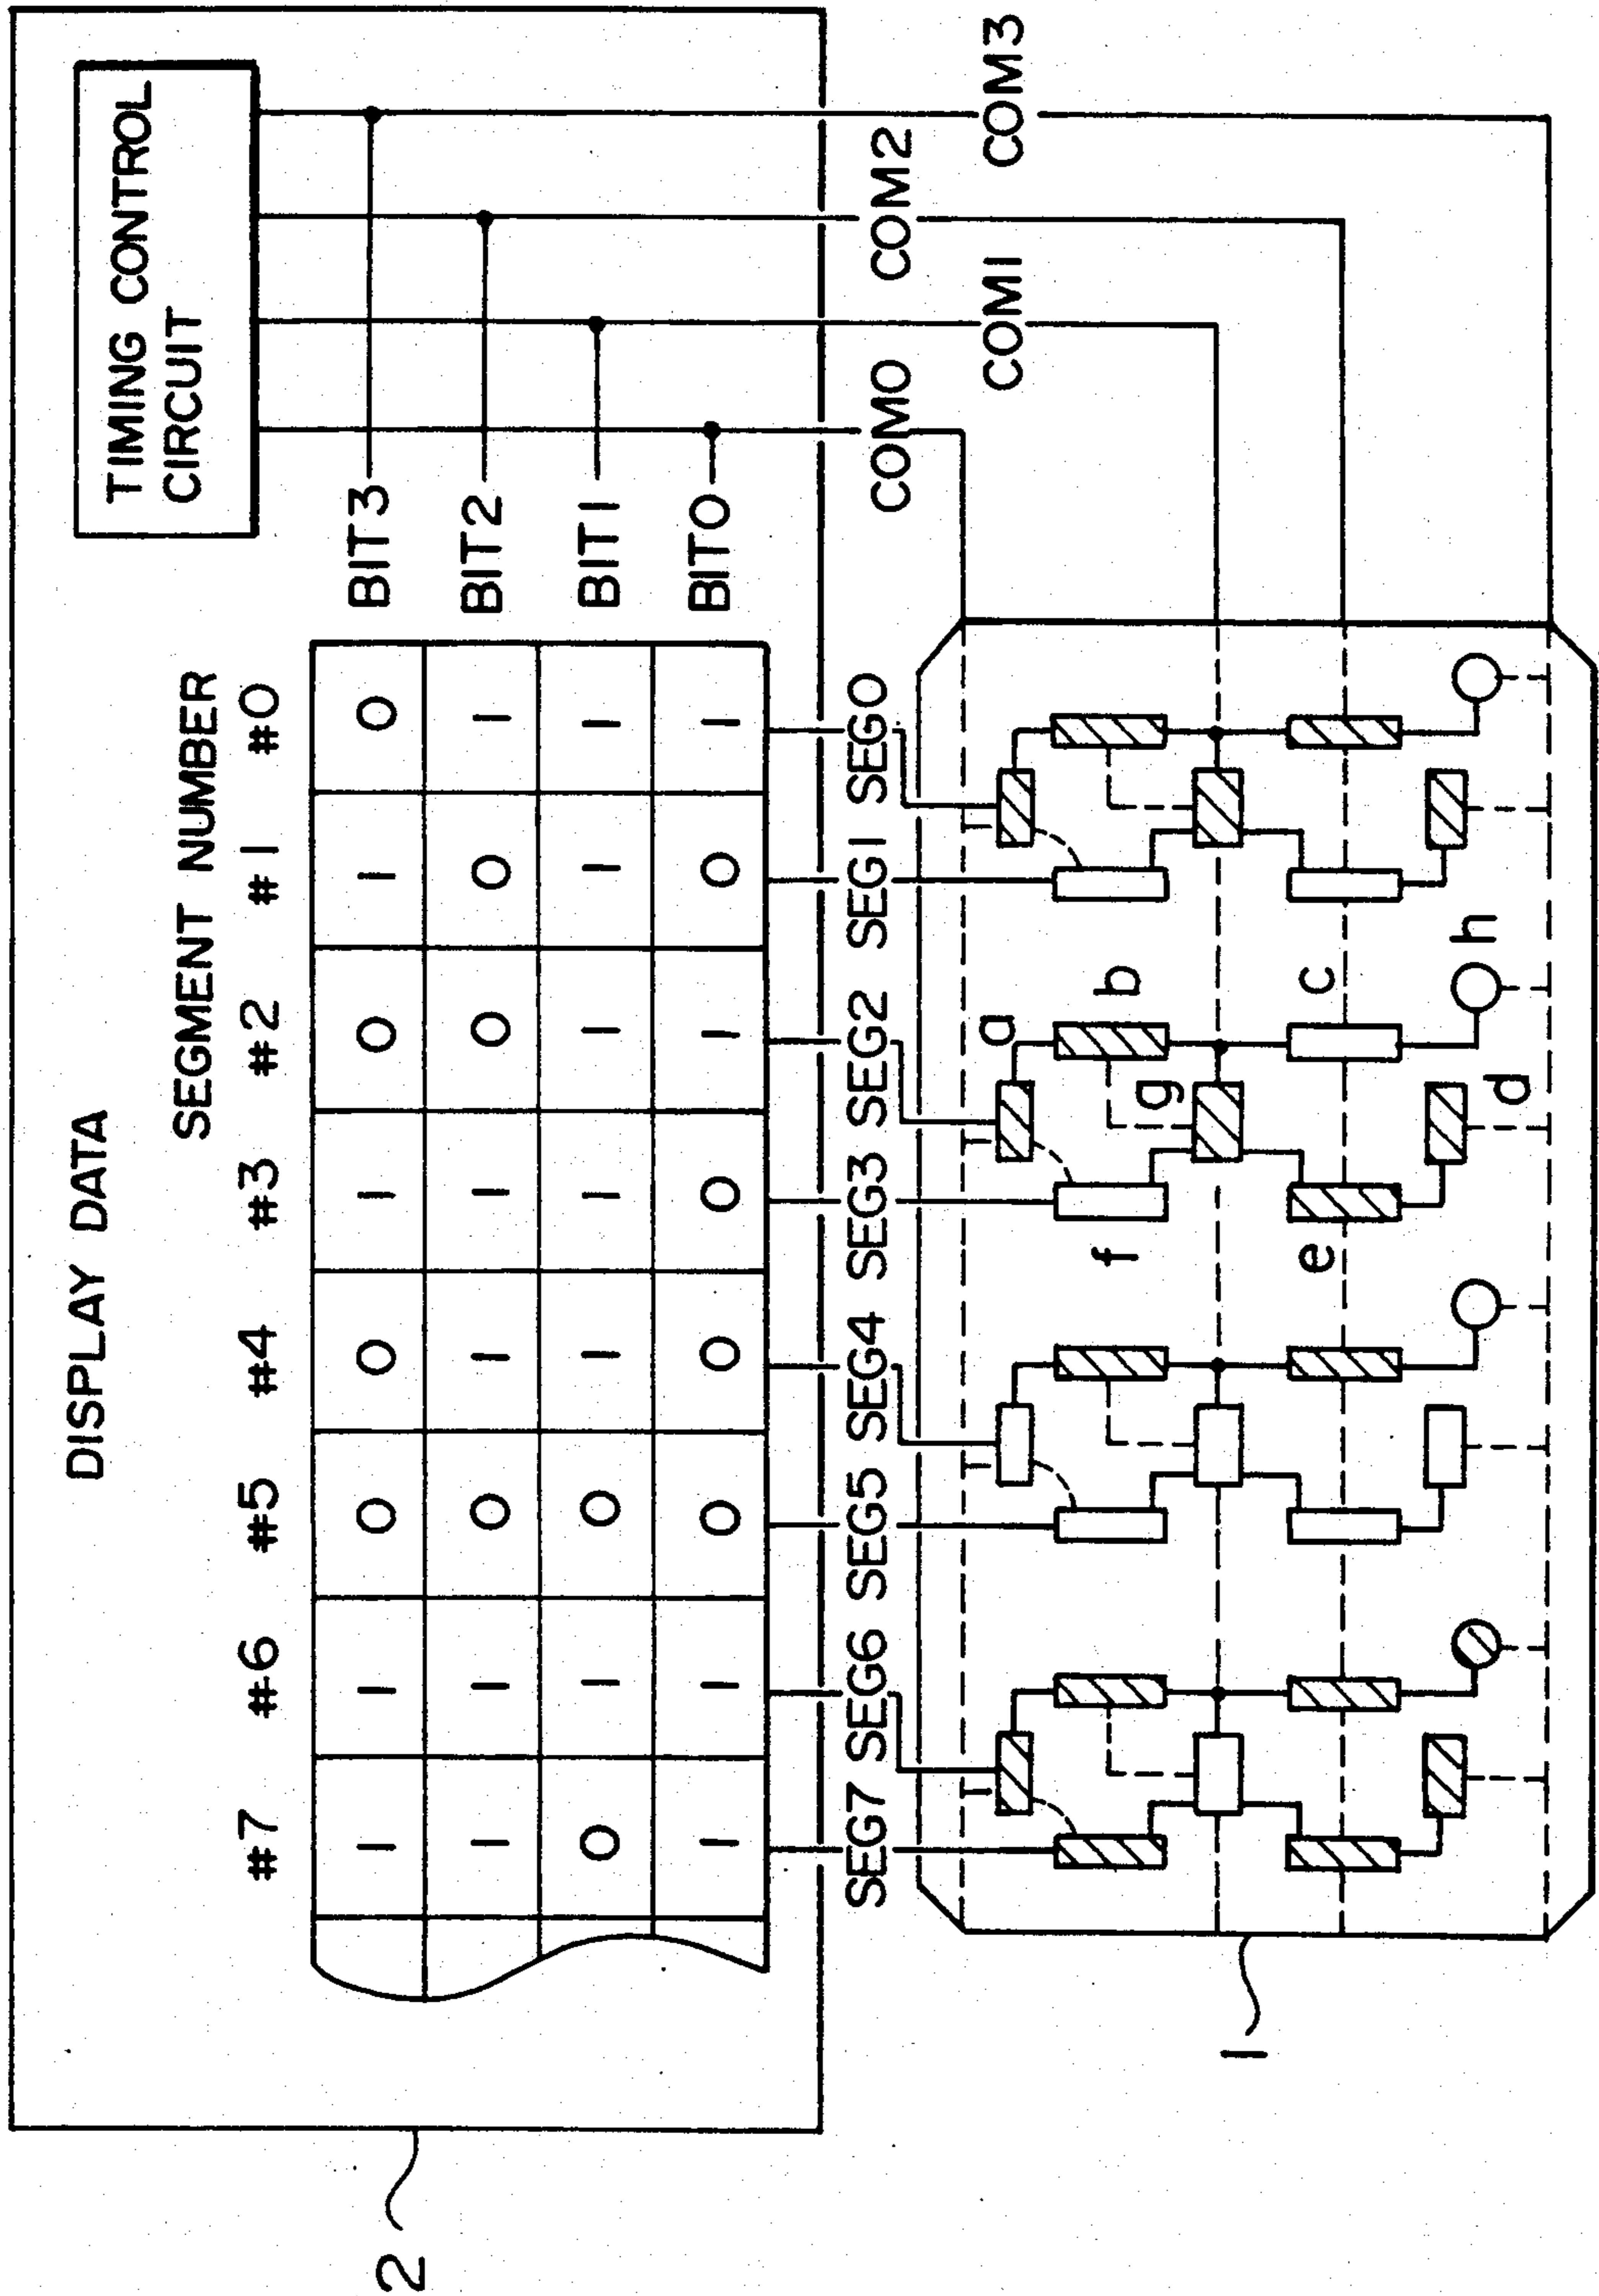 DISPLAY DATA
SEGMENT NUMBER
#7 #6 #5 #4 #3 #2 #1 #0
1 1 0 0 1 0 1 0
1 1 0 1 1 0 0 1
0 1 0 1 1 1 1 1
1 1 0 0 0 1 0 1
BIT3
BIT2
BIT1
BIT0
TIMING CONTROL
CIRCUIT
2
SEG7 SEG6 SEG5 SEG4 SEG3 SEG2 SEG1 SEG0
COM0
COM1
COM2
COM3
a
b
c
d
e
f
g
h
1